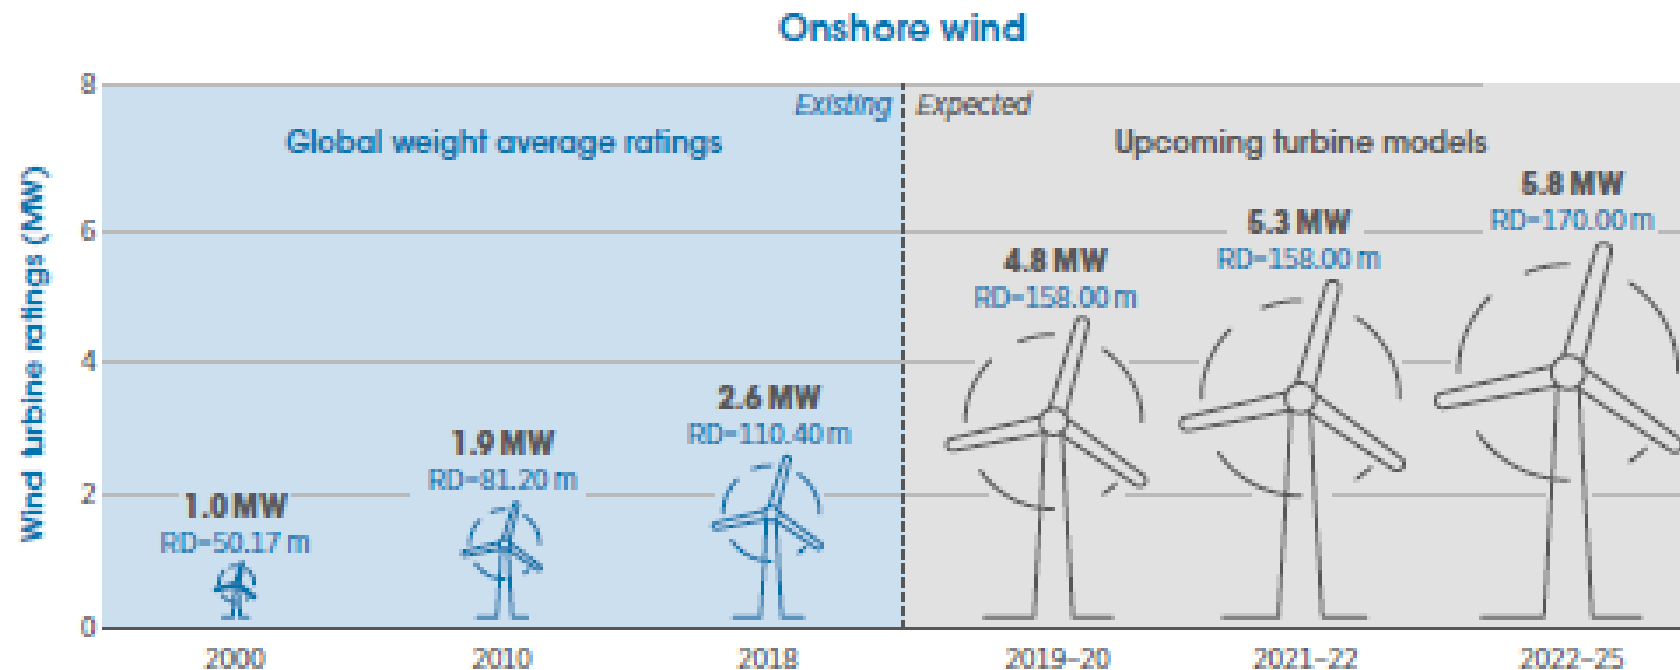 Onshore wind
Wind turbine ratings (MW)
8
6
4
2
0
Existing
Expected
Global weight average ratings
Upcoming turbine models
1.0 MW
RD=50.17 m
1.9 MW
RD=81.20 m
2.6 MW
RD=110.40 m
4.8 MW
RD=158.00 m
5.3 MW
RD=158.00 m
5.8 MW
RD=170.00 m
2000
2010
2018
2019–20
2021–22
2022–25